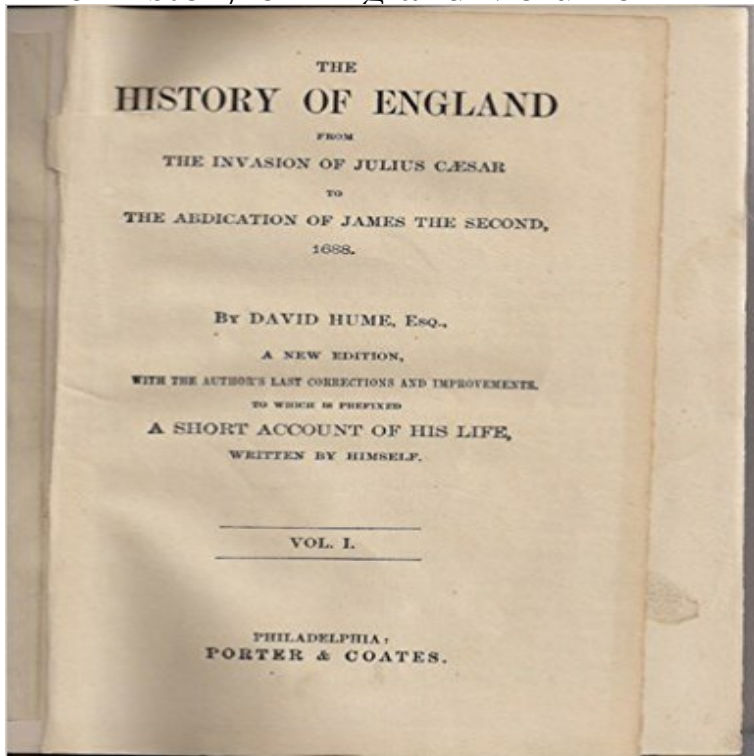 THE
HISTORY OF ENGLAND
FROM
THE INVASION OF JULIUS CÆSAR
TO
THE ABDICATION OF JAMES THE SECOND,
1688.
BY DAVID HUME, ESQ.,
A NEW EDITION,
WITH THE AUTHOR'S LAST CORRECTIONS AND IMPROVEMENTS,
TO WHICH IS PREFIXED
A SHORT ACCOUNT OF HIS LIFE,
WRITTEN BY HIMSELF.
VOL. I.
PHILADELPHIA:
PORTER & COATES.